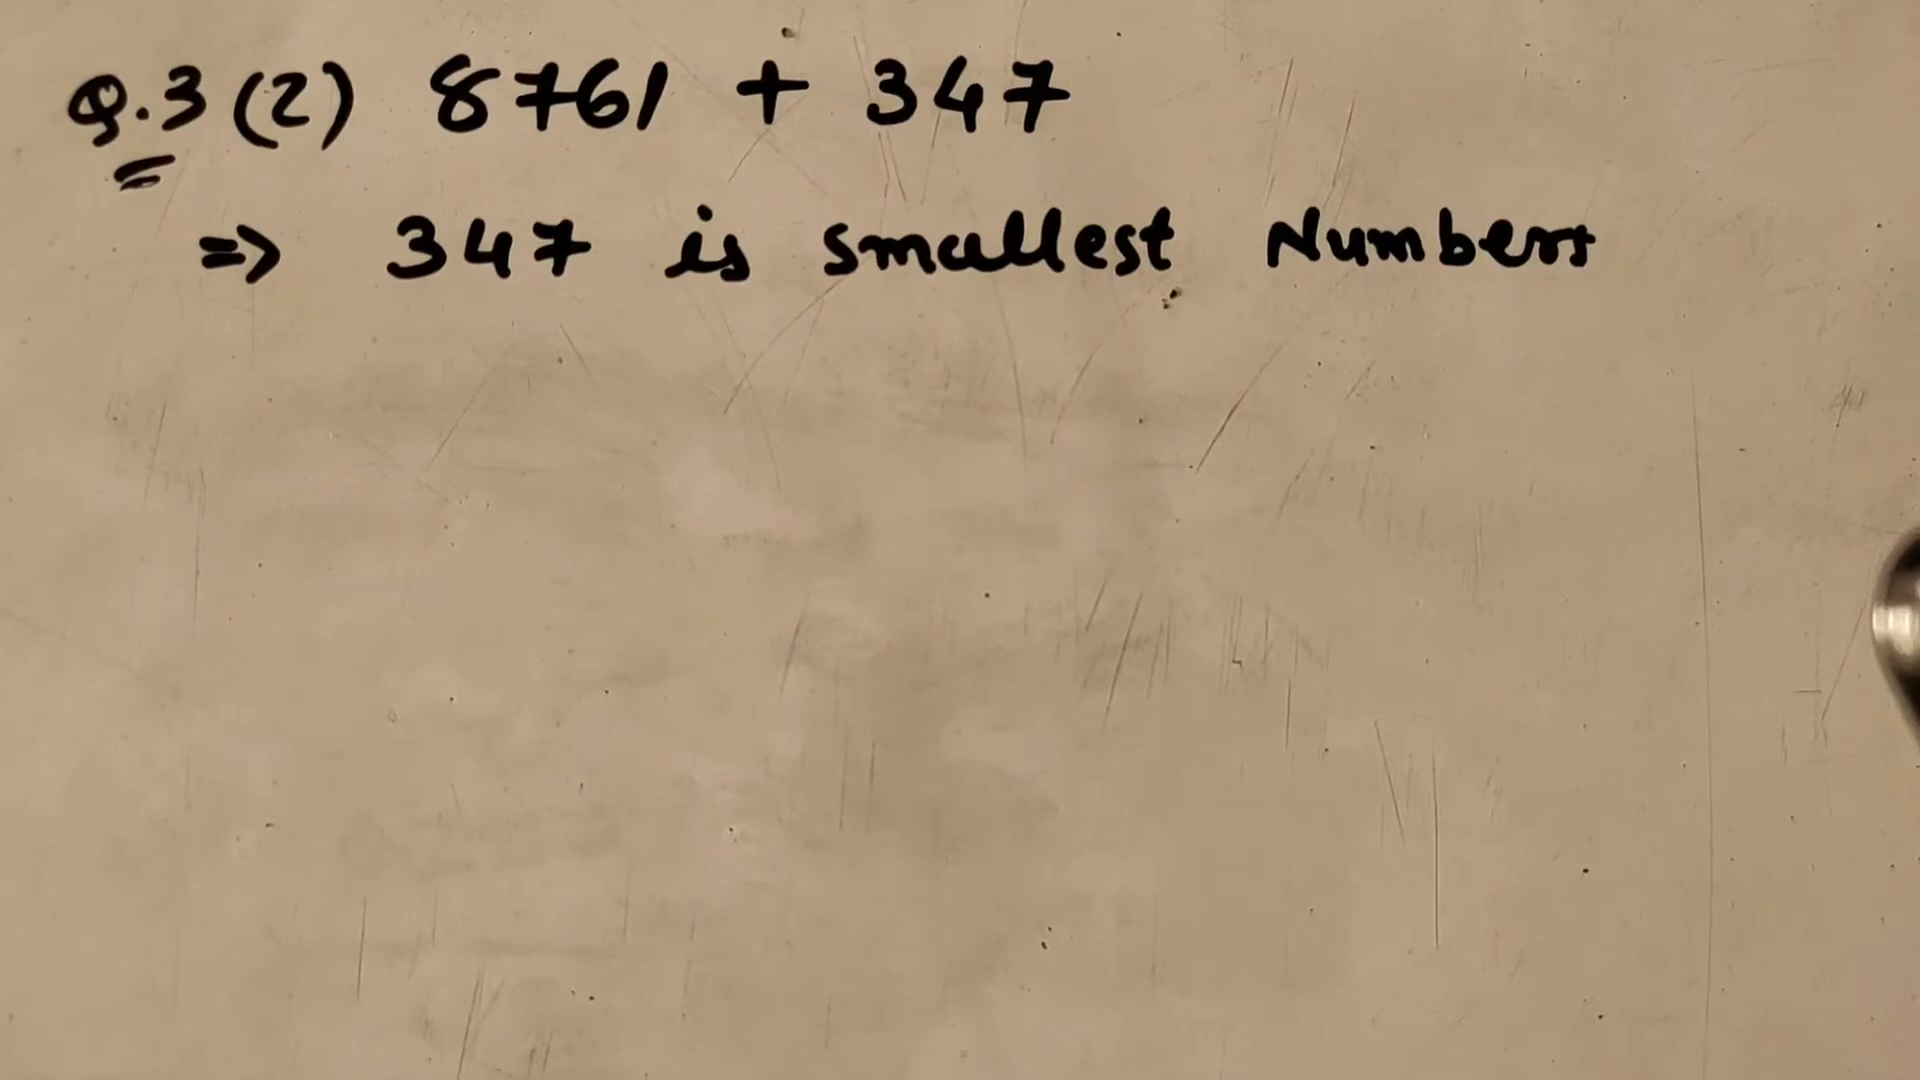 Q.3 (2) 8761 + 347
=> 347 is smallest Numbers